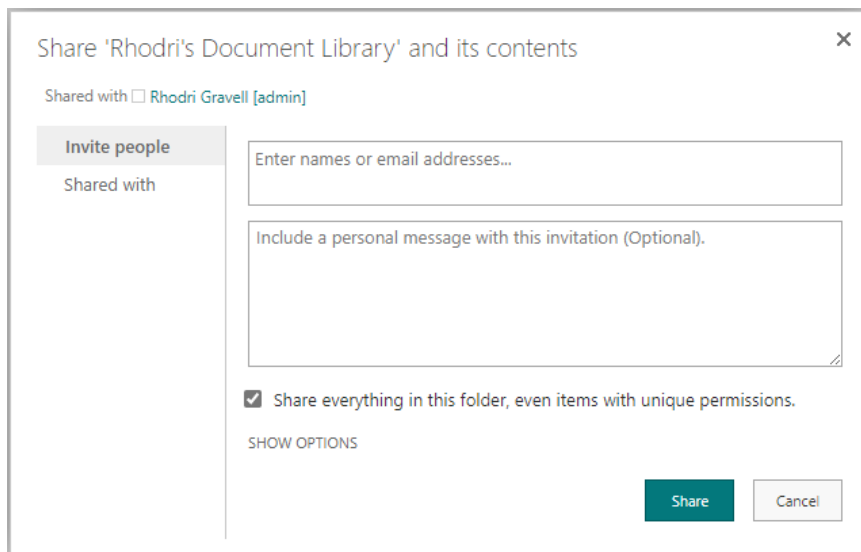 Share 'Rhodri's Document Library' and its contents
Shared with Rhodri Gravell [admin]
Invite people
Shared with
Enter names or email addresses...
Include a personal message with this invitation (Optional).
Share everything in this folder, even items with unique permissions.
SHOW OPTIONS
Share
Cancel